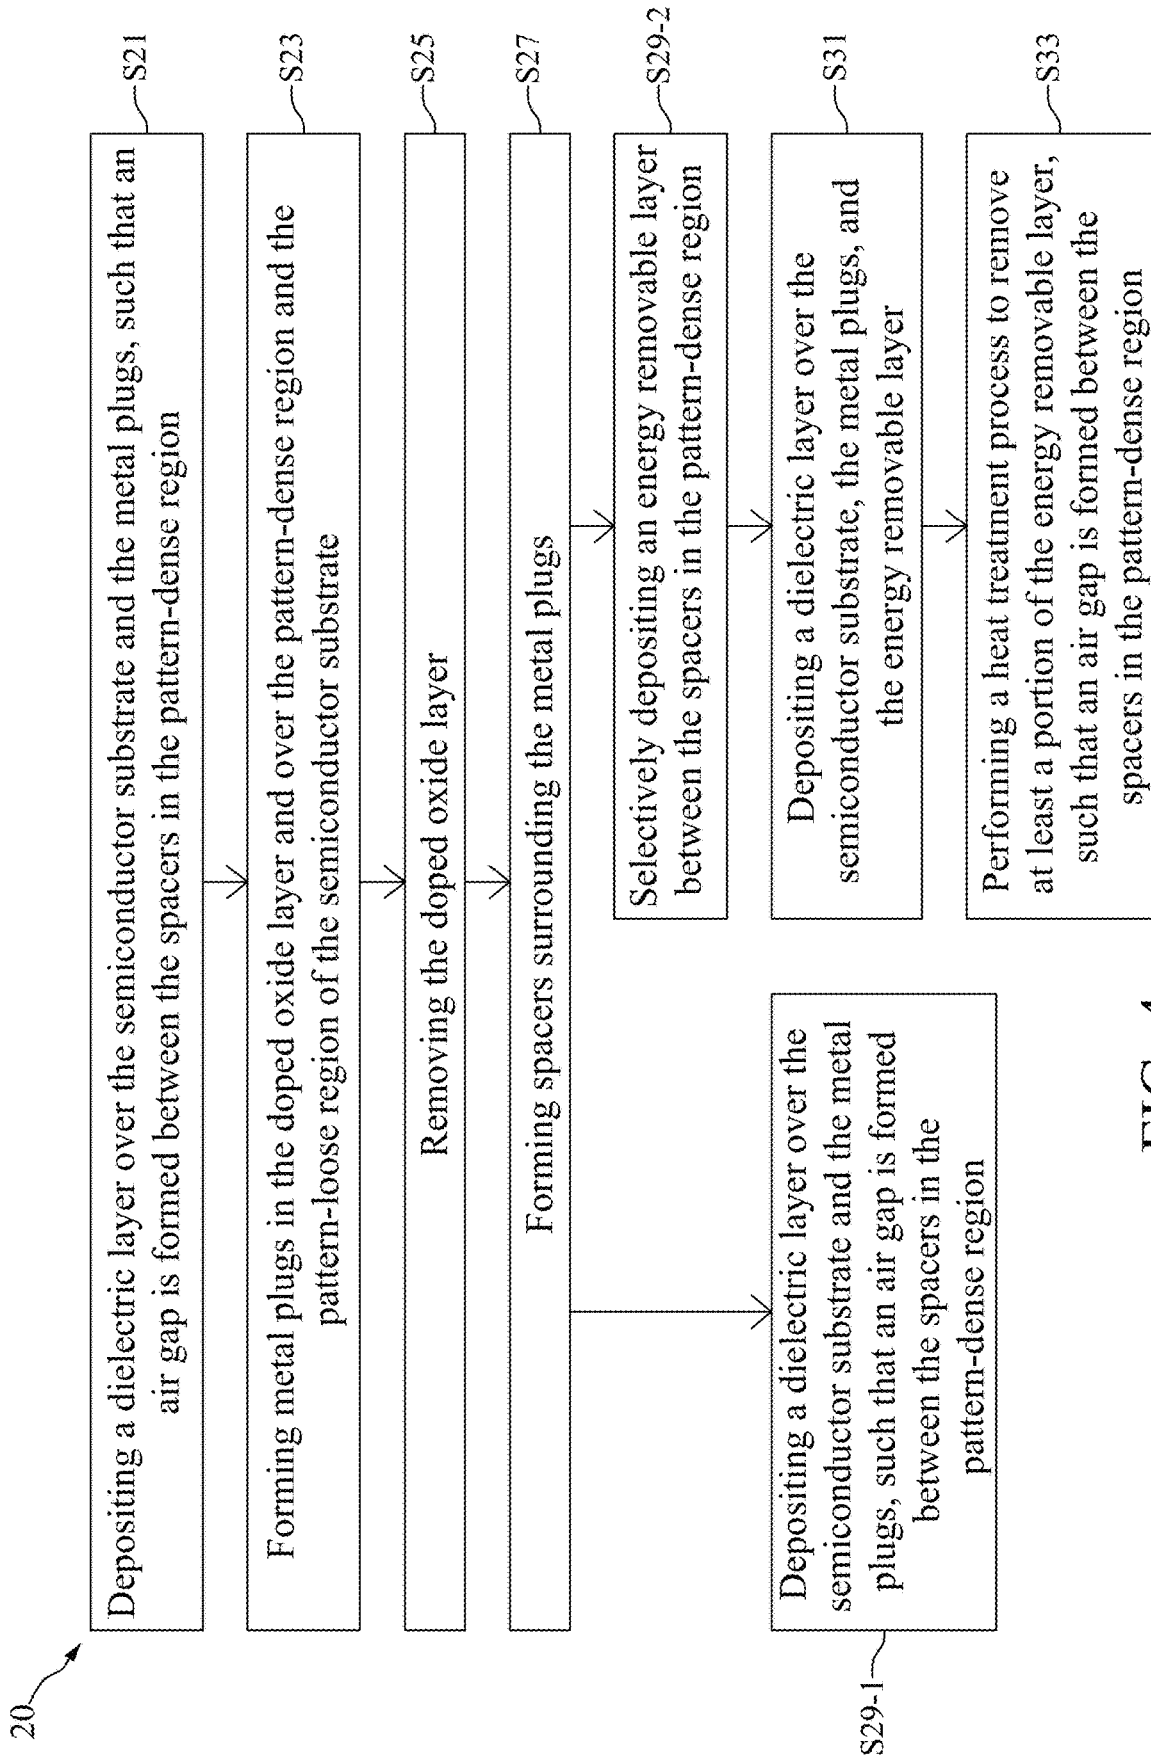 20
Depositing a dielectric layer over the semiconductor substrate and the metal plugs, such that an
air gap is formed between the spacers in the pattern-dense region
S21
Forming metal plugs in the doped oxide layer and over the pattern-dense region and the
pattern-loose region of the semiconductor substrate
S23
Removing the doped oxide layer
S25
Forming spacers surrounding the metal plugs
S27
Selectively depositing an energy removable layer
between the spacers in the pattern-dense region
S29-2
S29-1
Depositing a dielectric layer over the
semiconductor substrate and the metal
plugs, such that an air gap is formed
between the spacers in the
pattern-dense region
Depositing a dielectric layer over the
semiconductor substrate, the metal plugs, and
the energy removable layer
S31
Performing a heat treatment process to remove
at least a portion of the energy removable layer,
such that an air gap is formed between the
spacers in the pattern-dense region
S33